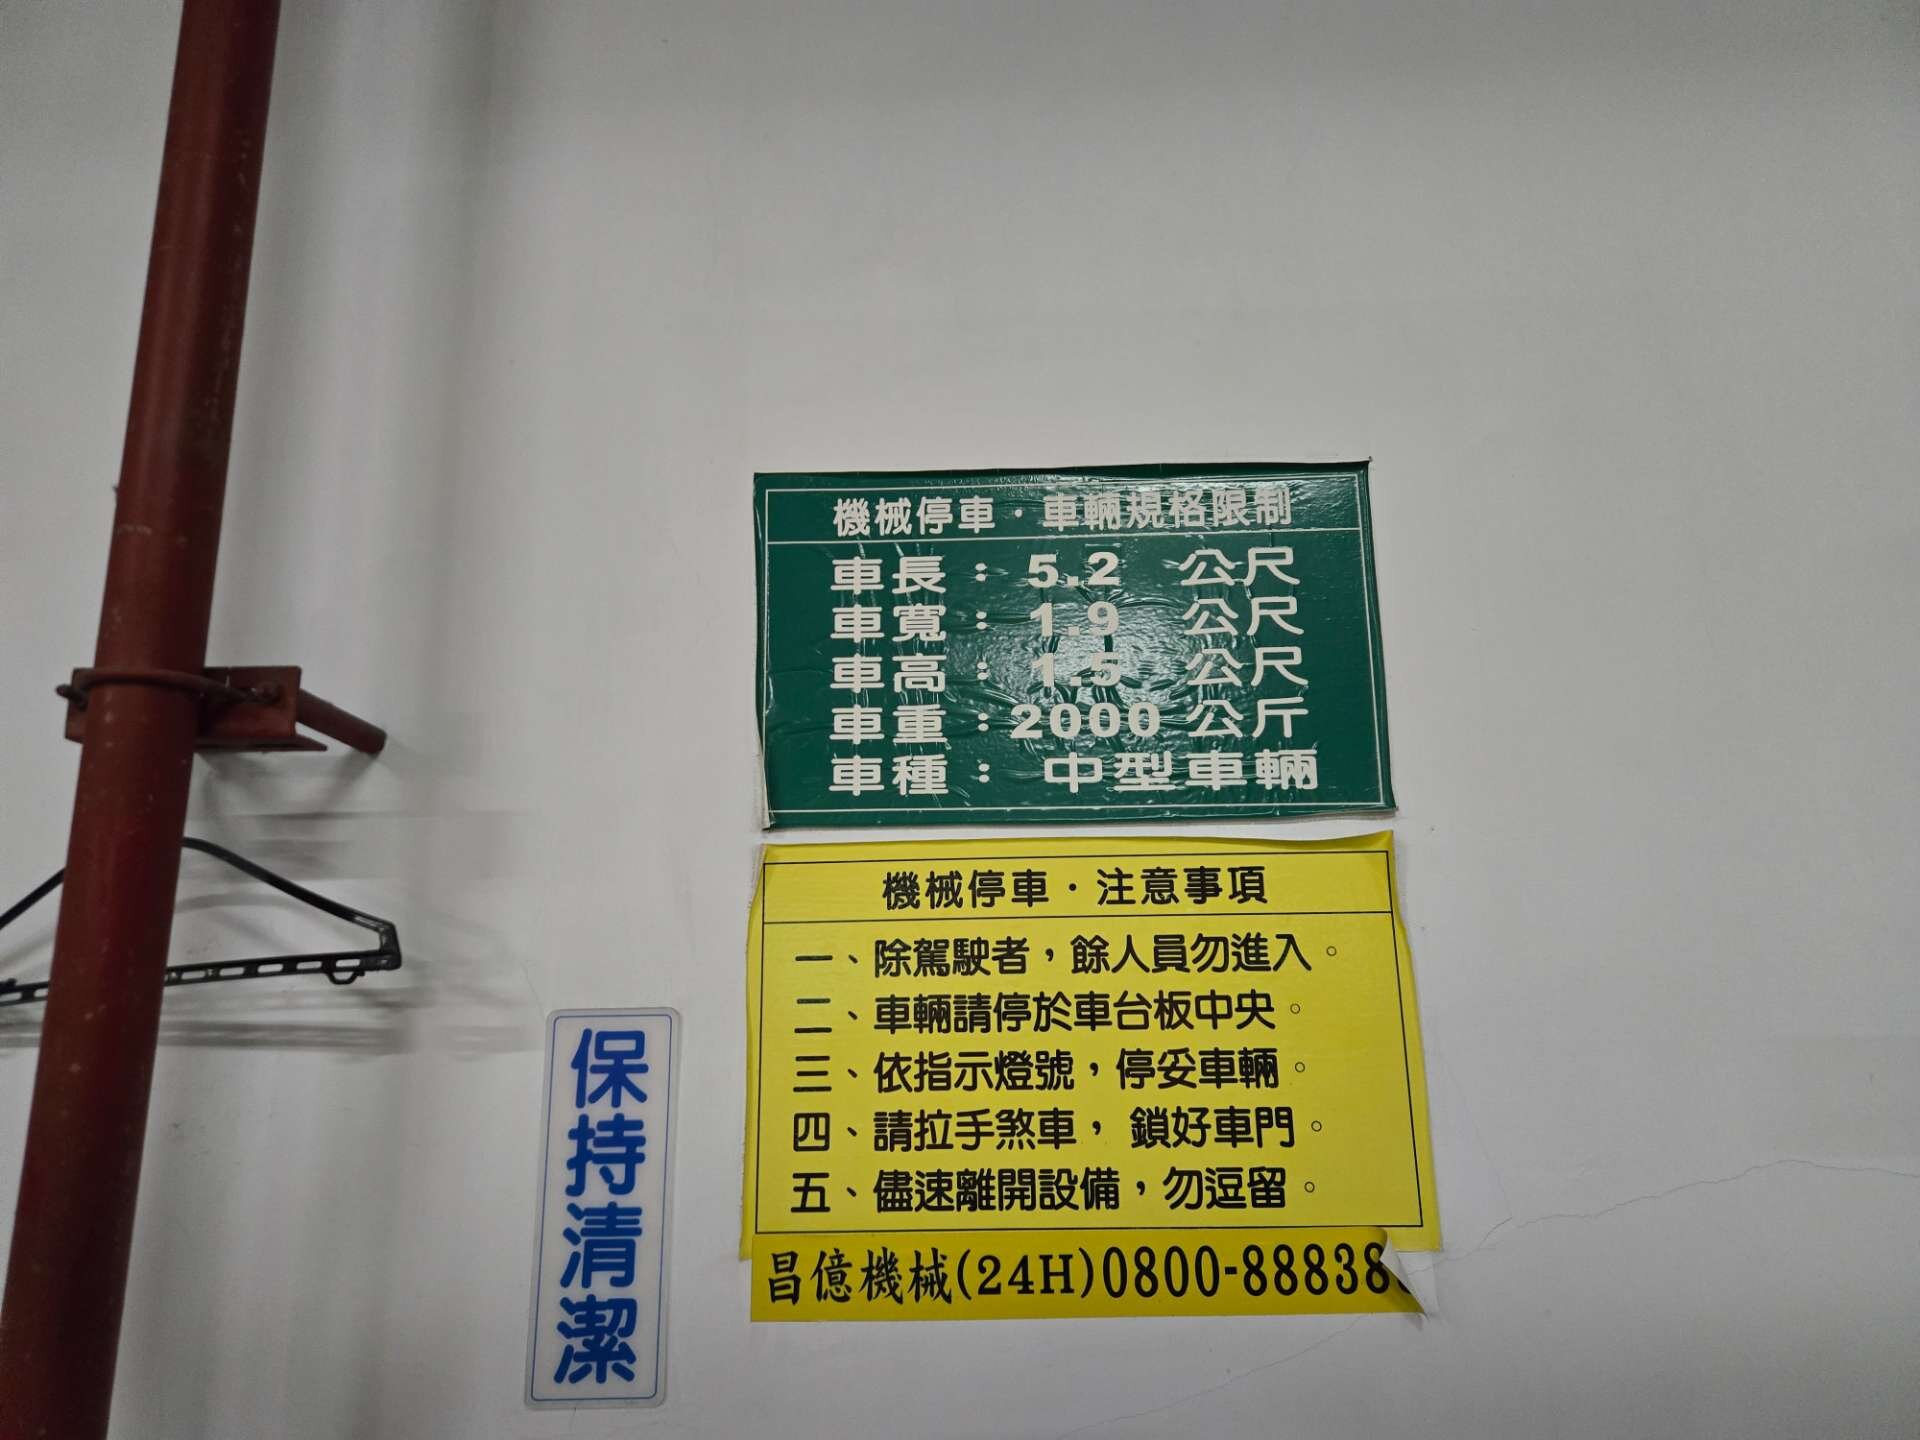 機械停車·車輛規格限制
車長：5.2 公尺
車寬：1.9 公尺
車高：1.5 公尺
車重：2000 公斤
車種：中型車輛
機械停車·注意事項
一、除駕駛者，餘人員勿進入。
二、車輛請停於車台板中央。
三、依指示燈號，停妥車輛。
四、請拉手煞車，鎖好車門。
五、儘速離開設備，勿逗留。
昌億機械(24H)0800-88838
保持清潔